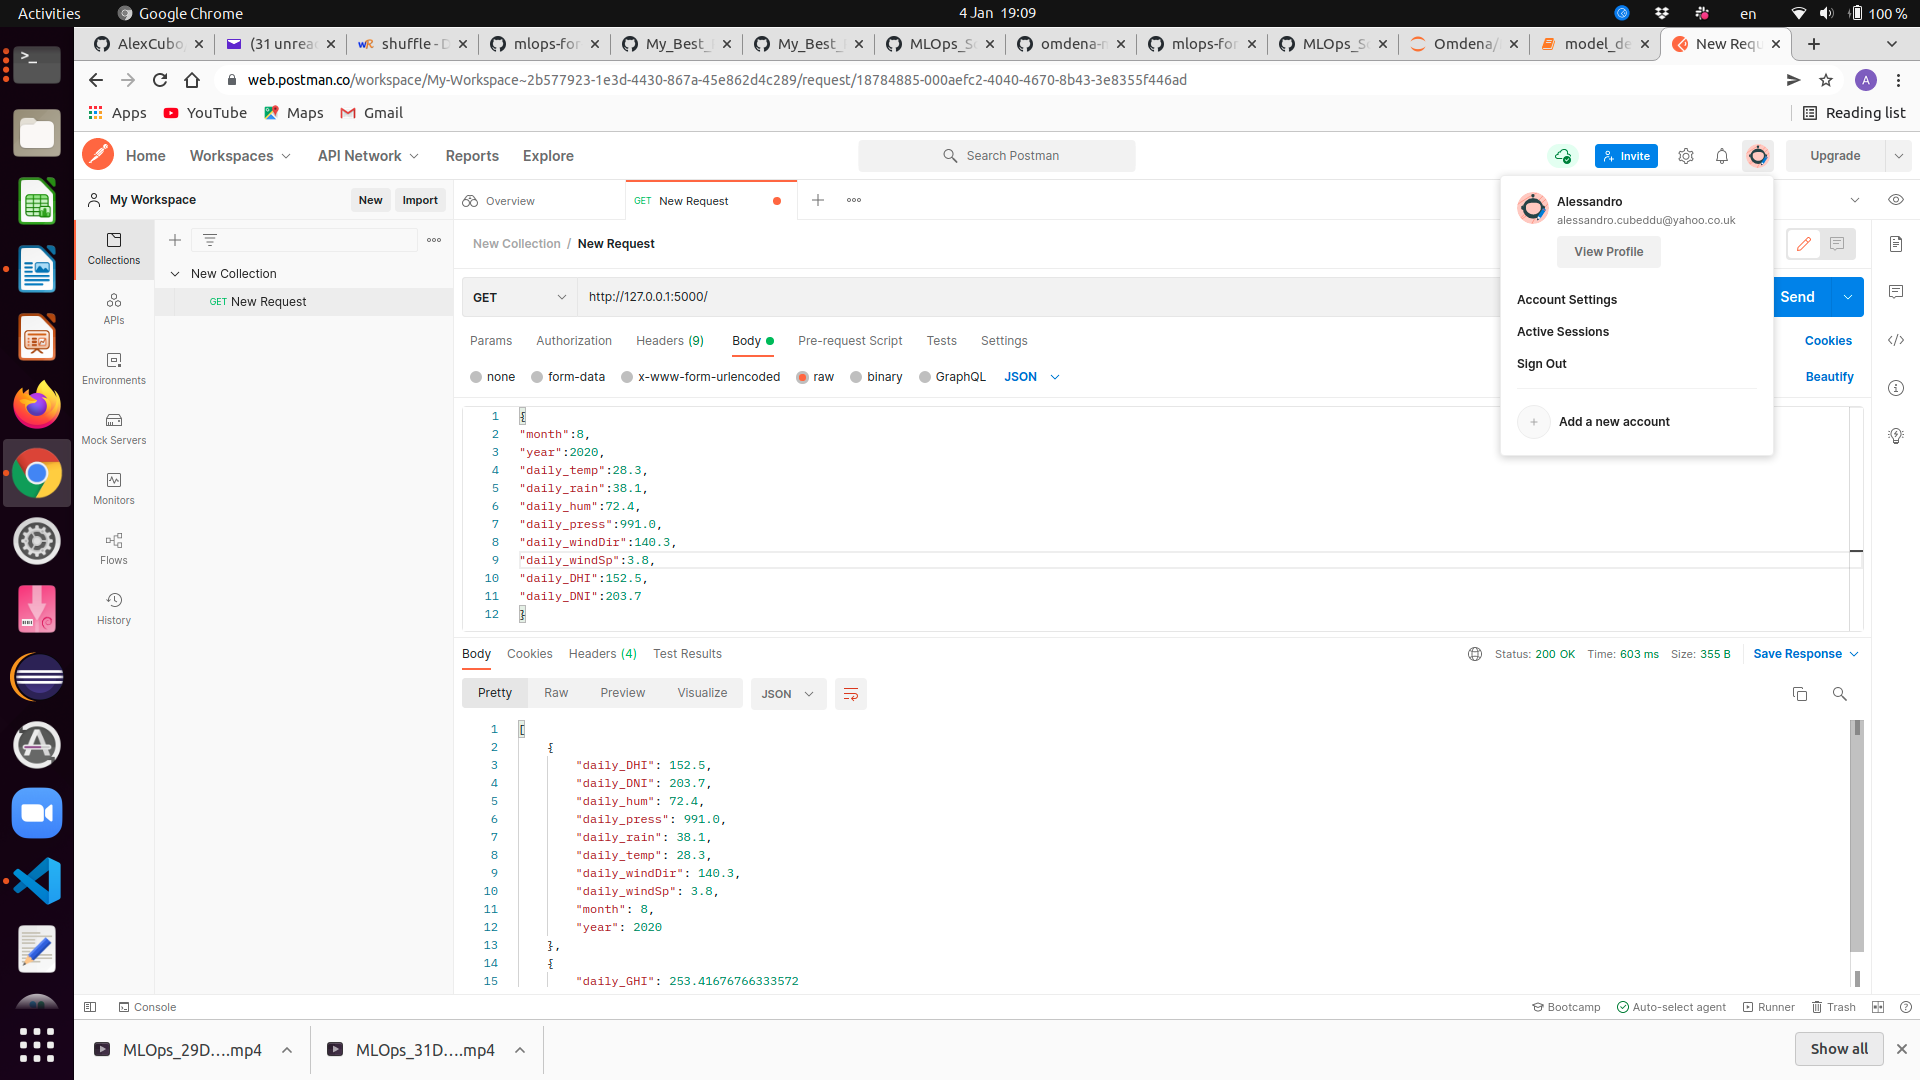 Activities
Google Chrome
4 Jan 19:09
en
100 %
AlexCubo
(31 unrea
shuffle - D
mlops-for
My_Best_
My_Best_
MLOps_Se
omdena-m
mlops-for
MLOps_Se
Omdena/
model_de
New Requ
web.postman.co/workspace/My-Workspace~2b577923-1e3d-4430-867a-45e862d4c289/request/18784885-000aefc2-4040-4670-8b43-3e8355f446ad
A
Apps
YouTube
Maps
Gmail
Reading list
Home
Workspaces
API Network
Reports
Explore
Search Postman
Invite
Upgrade
My Workspace
New
Import
Overview
GET New Request
Alessandro
alessandro.cubeddu@yahoo.co.uk
View Profile
Account Settings
Active Sessions
Sign Out
Add a new account
Collections
APIs
Environments
Mock Servers
Monitors
Flows
History
New Collection
GET New Request
New Collection / New Request
GET
http://127.0.0.1:5000/
Send
Params
Authorization
Headers (9)
Body
Pre-request Script
Tests
Settings
Cookies
none
form-data
x-www-form-urlencoded
raw
binary
GraphQL
JSON
Beautify
1 {
2 "month":8,
3 "year":2020,
4 "daily_temp":28.3,
5 "daily_rain":38.1,
6 "daily_hum":72.4,
7 "daily_press":991.0,
8 "daily_windDir":140.3,
9 "daily_windSp":3.8,
10 "daily_DHI":152.5,
11 "daily_DNI":203.7
12 }
Body
Cookies
Headers (4)
Test Results
Status: 200 OK
Time: 603 ms
Size: 355 B
Save Response
Pretty
Raw
Preview
Visualize
JSON
1 [
2 {
3 "daily_DHI": 152.5,
4 "daily_DNI": 203.7,
5 "daily_hum": 72.4,
6 "daily_press": 991.0,
7 "daily_rain": 38.1,
8 "daily_temp": 28.3,
9 "daily_windDir": 140.3,
10 "daily_windSp": 3.8,
11 "month": 8,
12 "year": 2020
13 },
14 {
15 "daily_GHI": 253.41676766333572
Console
Bootcamp
Auto-select agent
Runner
Trash
MLOps_29D....mp4
MLOps_31D....mp4
Show all